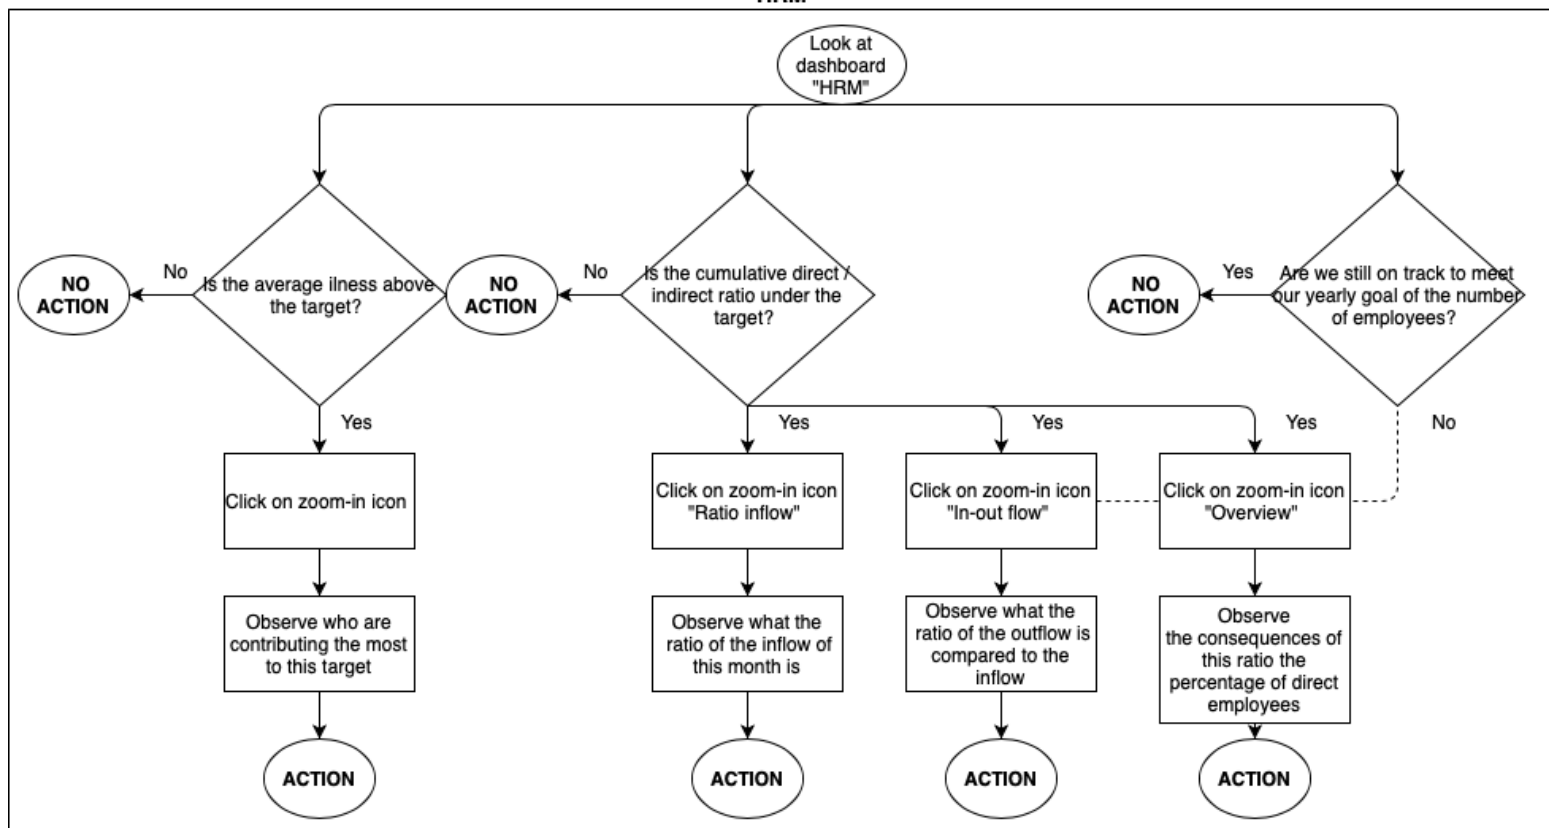 HRM
Look at
dashboard
"HRM"
NO
ACTION
No
Is the average ilness above
the target?
NO
ACTION
No
Is the cumulative direct /
indirect ratio under the
target?
NO
ACTION
Yes
Are we still on track to meet
our yearly goal of the number
of employees?
Yes
Yes
Yes
Yes
No
Click on zoom-in icon
Click on zoom-in icon
"Ratio inflow"
Click on zoom-in icon
"In-out flow"
Click on zoom-in icon
"Overview"
Observe who are
contributing the most
to this target
Observe what the
ratio of the inflow of
this month is
Observe what the
ratio of the outflow is
compared to the
inflow
Observe
the consequences of
this ratio the
percentage of direct
employees
ACTION
ACTION
ACTION
ACTION